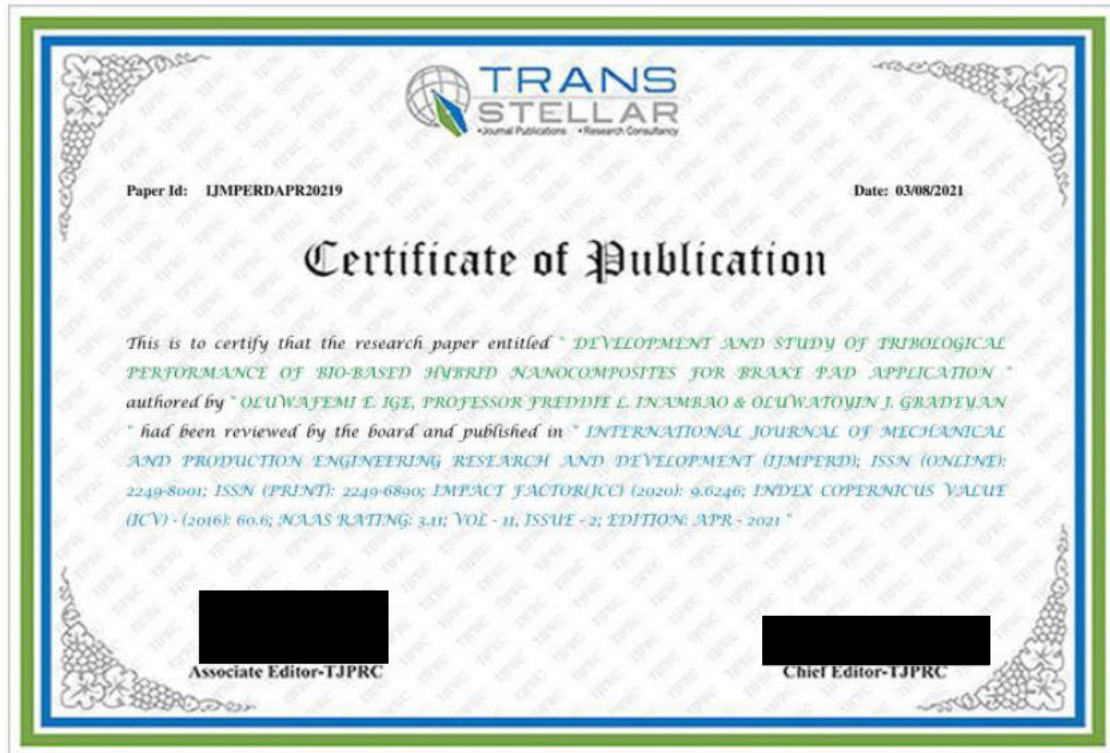 TRANS
STELLAR
•Journal Publications •Research Consultancy
Paper Id: IJMPERDAPR20219 Date: 03/08/2021
Certificate of Publication
This is to certify that the research paper entitled " DEVELOPMENT AND STUDY OF TRIBOLOGICAL
PERFORMANCE OF BIO-BASED HYBRID NANOCOMPOSITES FOR BRAKE PAD APPLICATION "
authored by " OLUWAFEMI E. IGE, PROFESSOR FREDDIE L. INAMBAO & OLUWATOYIN J. GBADEYAN
" had been reviewed by the board and published in " INTERNATIONAL JOURNAL OF MECHANICAL
AND PRODUCTION ENGINEERING RESEARCH AND DEVELOPMENT (IJMPERD); ISSN (ONLINE):
2249-8001; ISSN (PRINT): 2249-6890; IMPACT FACTOR(JCC) (2020): 9.6246; INDEX COPERNICUS VALUE
(ICV) - (2016): 60.6; NAAS RATING: 3.11; VOL - 11, ISSUE - 2; EDITION: APR - 2021 "
Associate Editor-TJPRC Chief Editor-TJPRC